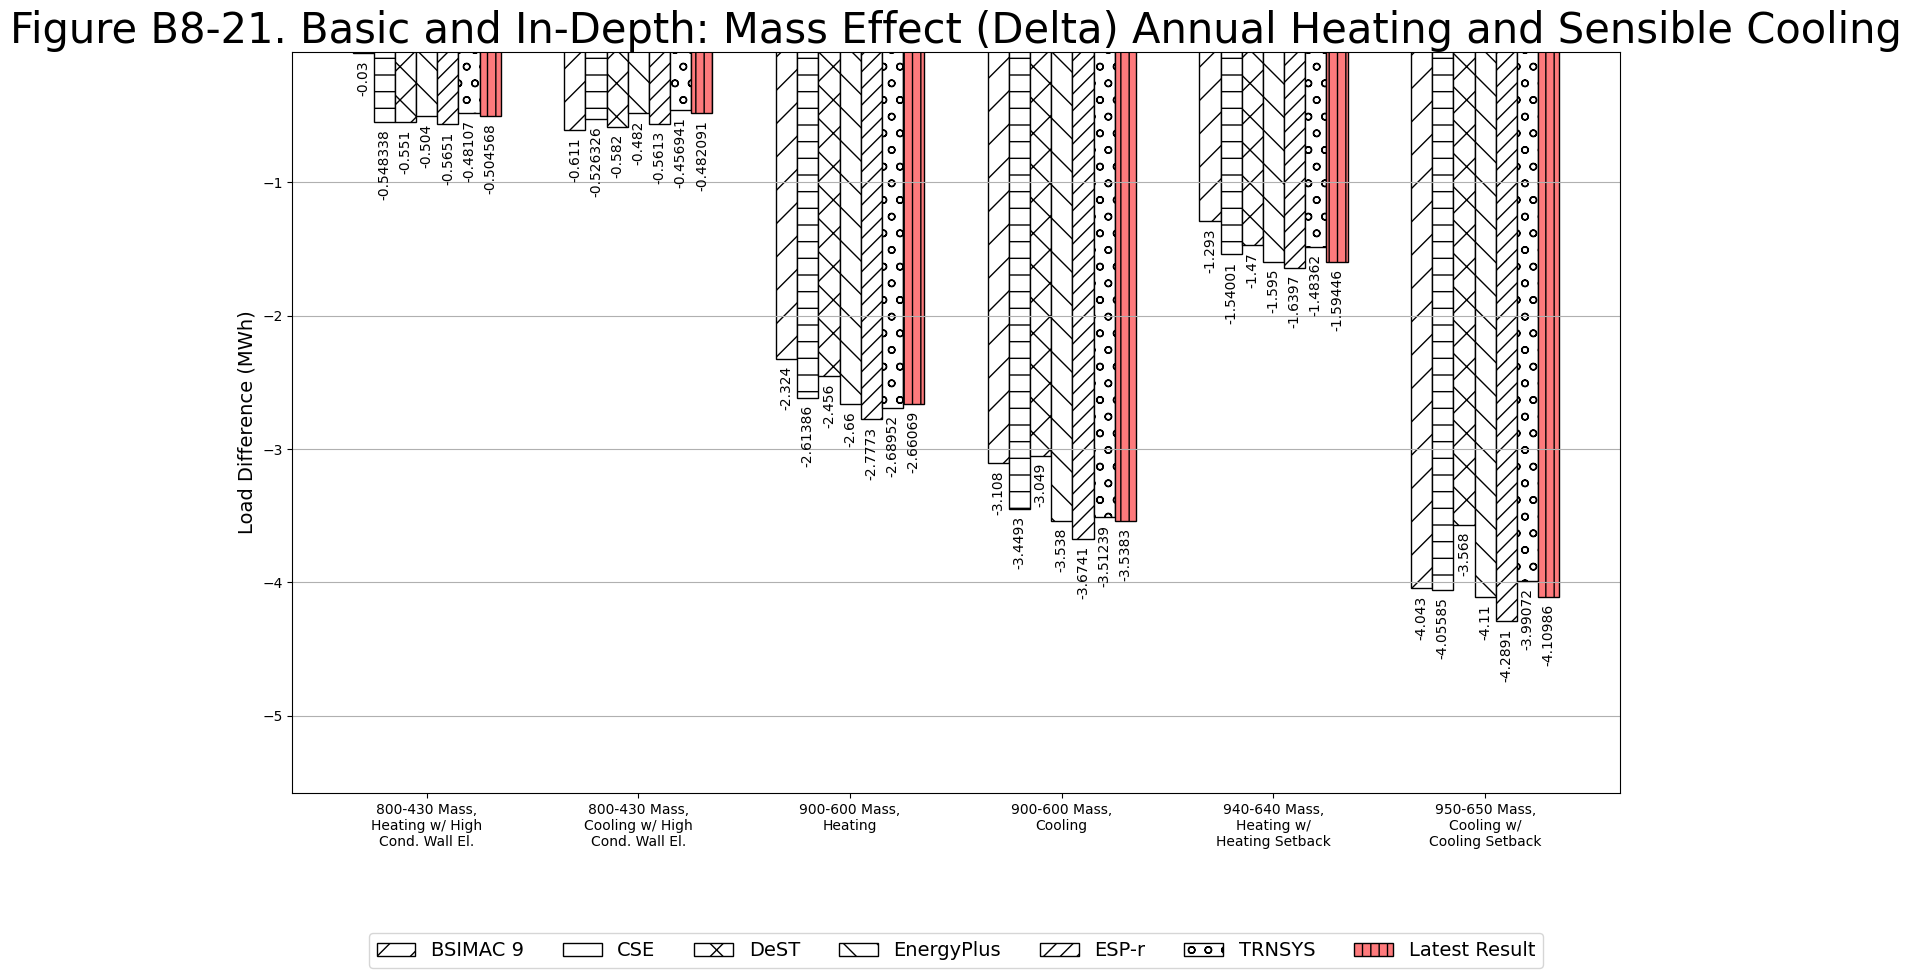 Figure B8-21. Basic and In-Depth: Mass Effect (Delta) Annual Heating and Sensible Cooling
Load Difference (MWh)
−1
−2
−3
−4
−5
-0.03
-0.548338
-0.551
-0.504
-0.5651
-0.48107
-0.504568
-0.611
-0.526326
-0.582
-0.482
-0.5613
-0.456941
-0.482091
-2.324
-2.61386
-2.456
-2.66
-2.7773
-2.68952
-2.66069
-3.108
-3.4493
-3.049
-3.538
-3.6741
-3.51239
-3.5383
-1.293
-1.54001
-1.47
-1.595
-1.6397
-1.48362
-1.59446
-4.043
-4.05585
-3.568
-4.11
-4.2891
-3.99072
-4.10986
800-430 Mass,
Heating w/ High
Cond. Wall El.
800-430 Mass,
Cooling w/ High
Cond. Wall El.
900-600 Mass,
Heating
900-600 Mass,
Cooling
940-640 Mass,
Heating w/
Heating Setback
950-650 Mass,
Cooling w/
Cooling Setback
BSIMAC 9
CSE
DeST
EnergyPlus
ESP-r
TRNSYS
Latest Result